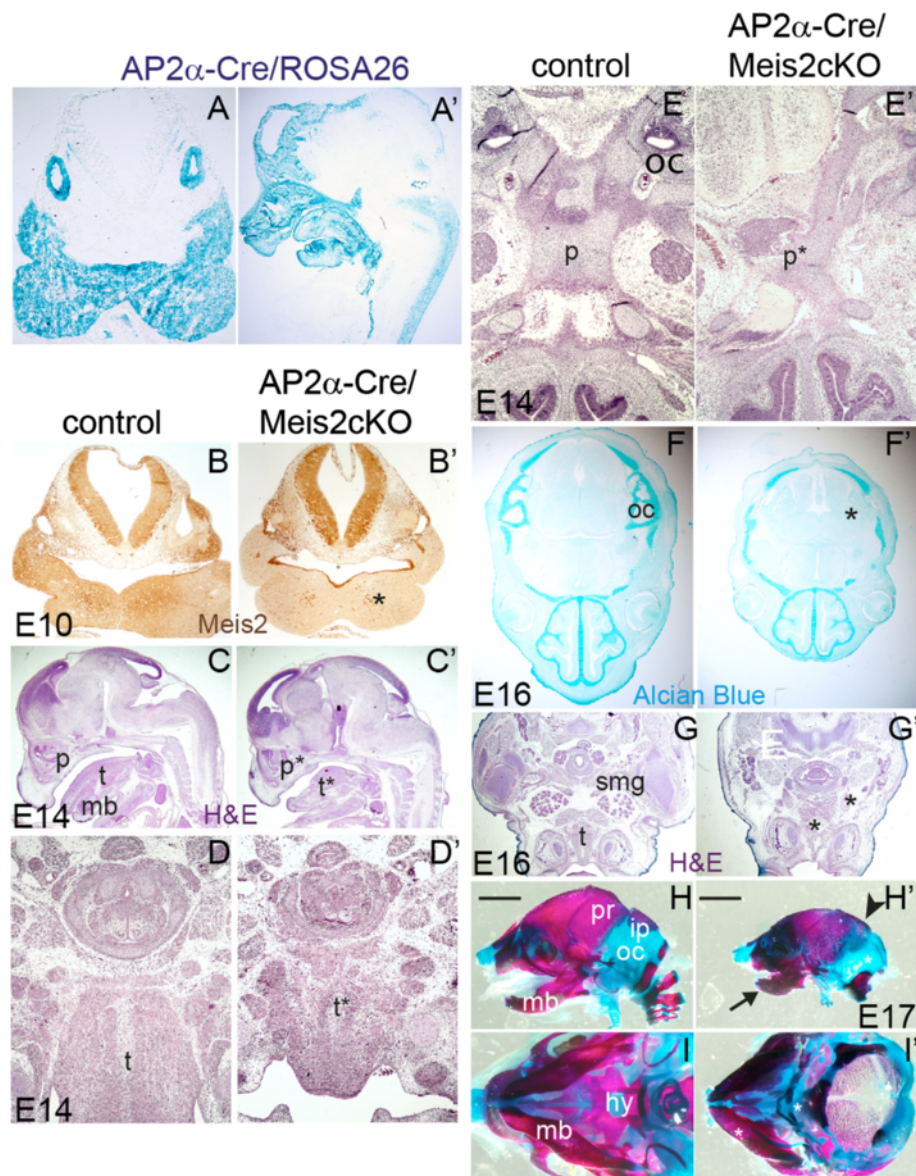 AP2α-Cre/ROSA26
A
A'
control
AP2α-Cre/
Meis2cKO
B
B'
E10
Meis2
*
C
C'
p
t
mb
p*
t*
E14
H&E
D
D'
t
t*
E14
control
AP2α-Cre/
Meis2cKO
E
E'
oc
p
p*
E14
F
F'
oc
*
E16
Alcian Blue
G
E
G'
smg
t
*
*
E16
H&E
H
H'
pr
ip
oc
mb
*
E17
I
I'
hy
mb
*
*
*